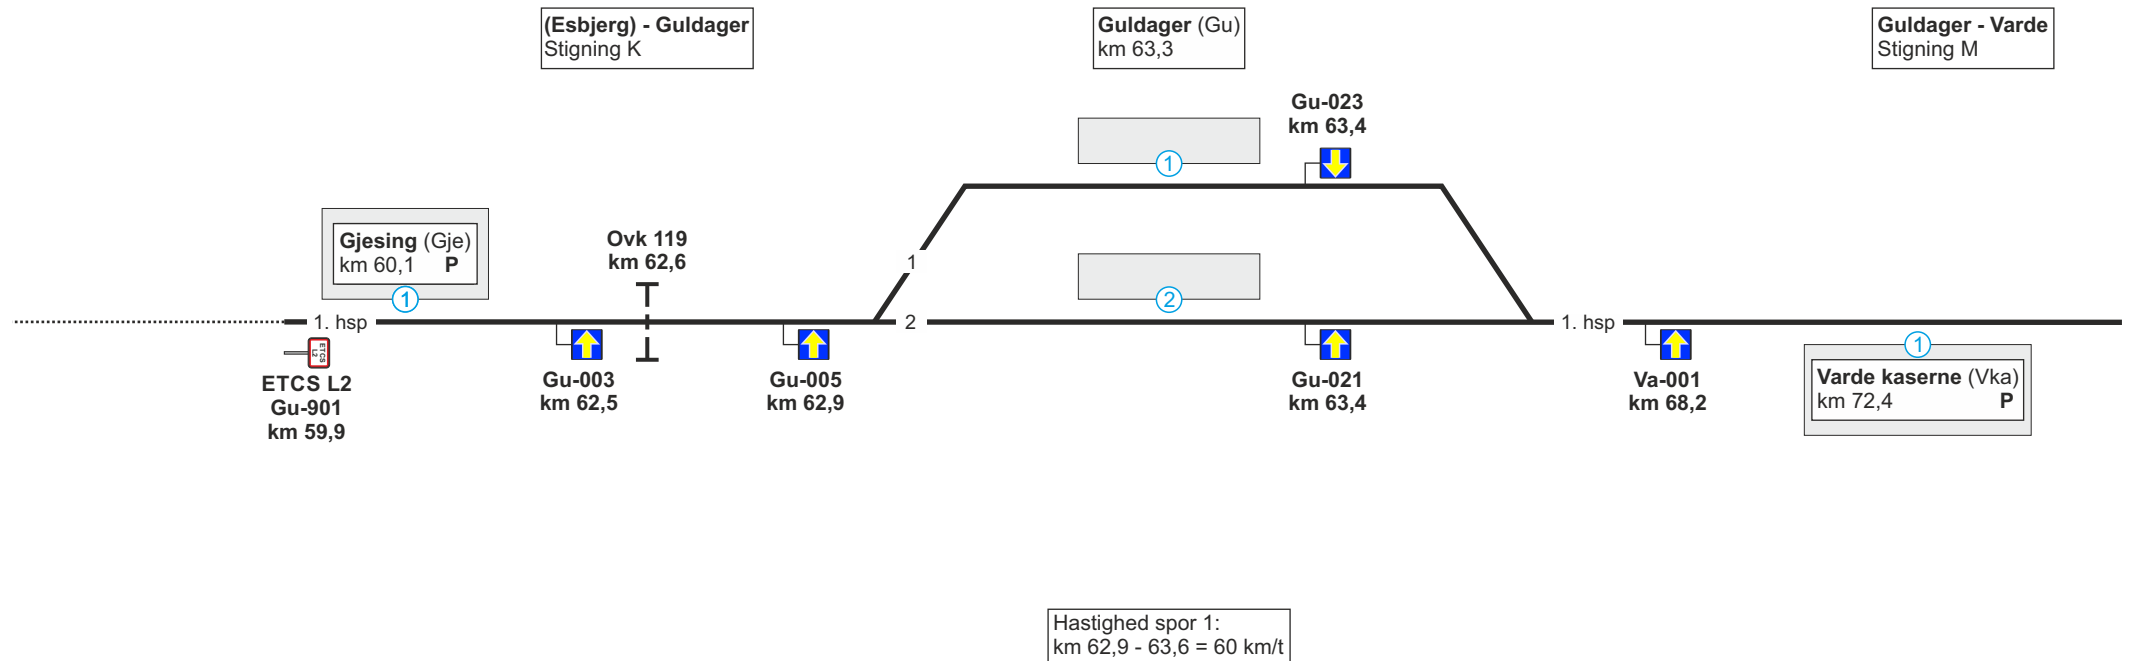 (Esbjerg) - Guldager
Stigning K
Guldager (Gu)
km 63,3
Guldager - Varde
Stigning M
Gu-023
km 63,4
1
Gjesing (Gje)
km 60,1 P
1
Ovk 119
km 62,6
1
2
1. hsp
2
1. hsp
ETCS L2
ETCS L2
Gu-901
km 59,9
Gu-003
km 62,5
Gu-005
km 62,9
Gu-021
km 63,4
Va-001
km 68,2
1
Varde kaserne (Vka)
km 72,4 P
Hastighed spor 1:
km 62,9 - 63,6 = 60 km/t